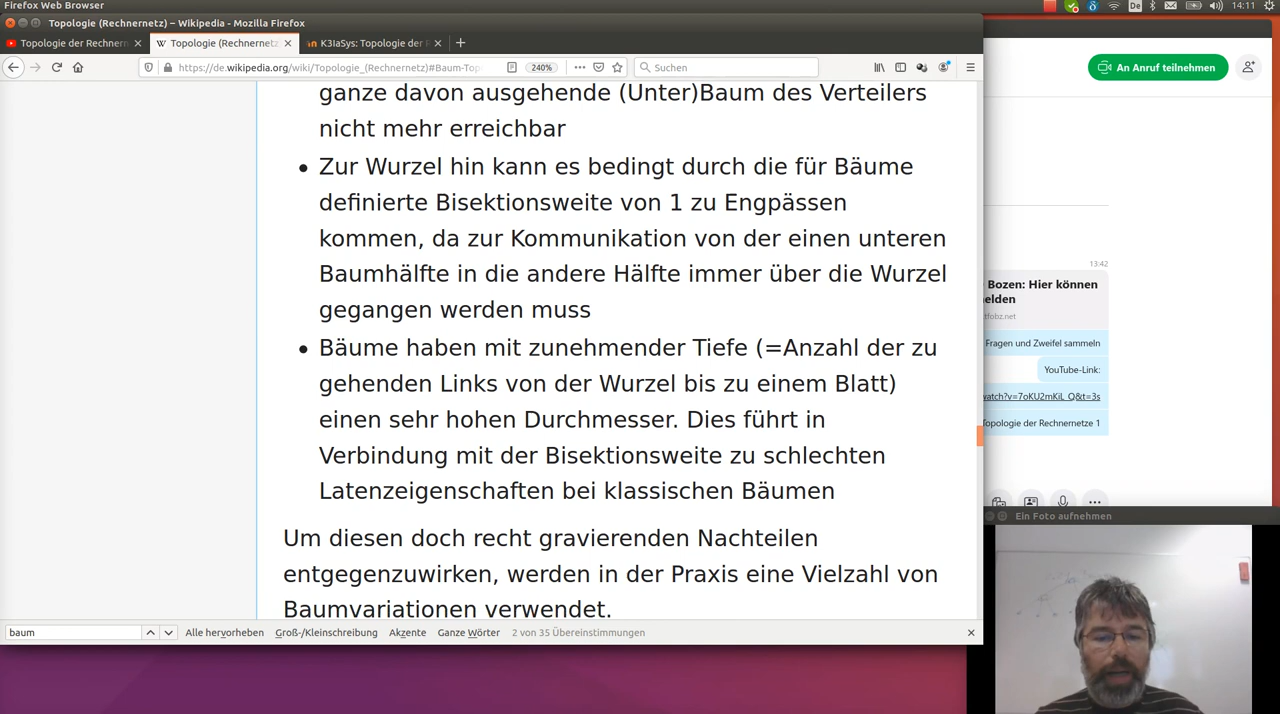 Firefox Web Browser
De
14:11
Topologie (Rechnernetz) – Wikipedia - Mozilla Firefox
Topologie der Rechnern
Topologie (Rechnernetz
K3IaSys: Topologie der
https://de.wikipedia.org/wiki/Topologie_(Rechnernetz)#Baum-Top
240%
Suchen
ganze davon ausgehende (Unter)Baum des Verteilers
nicht mehr erreichbar
• Zur Wurzel hin kann es bedingt durch die für Bäume
definierte Bisektionsweite von 1 zu Engpässen
kommen, da zur Kommunikation von der einen unteren
Baumhälfte in die andere Hälfte immer über die Wurzel
gegangen werden muss
• Bäume haben mit zunehmender Tiefe (=Anzahl der zu
gehenden Links von der Wurzel bis zu einem Blatt)
einen sehr hohen Durchmesser. Dies führt in
Verbindung mit der Bisektionsweite zu schlechten
Latenzeigenschaften bei klassischen Bäumen
Um diesen doch recht gravierenden Nachteilen
entgegenzuwirken, werden in der Praxis eine Vielzahl von
Baumvariationen verwendet.
baum
Alle hervorheben
Groß-/Kleinschreibung
Akzente
Ganze Wörter
2 von 35 Übereinstimmungen
An Anruf teilnehmen
13:42
Bozen: Hier können
elden
tfobz.net
Fragen und Zweifel sammeln
YouTube-Link:
watch?v=7oKU2mKiL_Q&t=3s
Topologie der Rechnernetze 1
Ein Foto aufnehmen